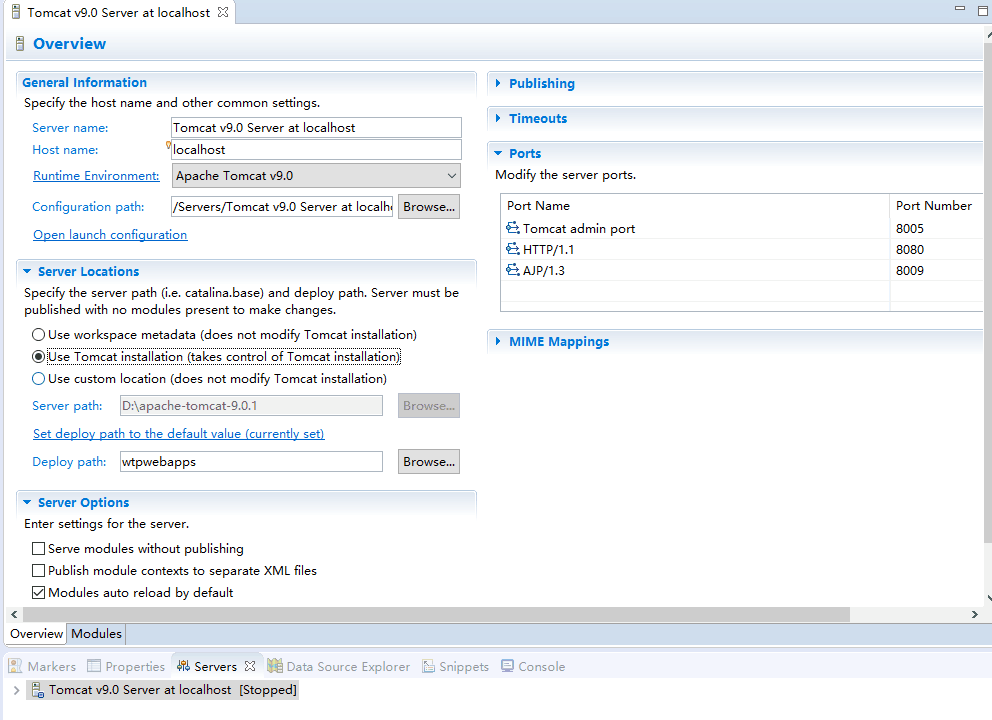 Tomcat v9.0 Server at localhost
Overview
General Information
Specify the host name and other common settings.
Server name:
Tomcat v9.0 Server at localhost
Host name:
localhost
Runtime Environment:
Apache Tomcat v9.0
Configuration path:
/Servers/Tomcat v9.0 Server at localh
Browse...
Open launch configuration
Server Locations
Specify the server path (i.e. catalina.base) and deploy path. Server must be
published with no modules present to make changes.
Use workspace metadata (does not modify Tomcat installation)
Use Tomcat installation (takes control of Tomcat installation)
Use custom location (does not modify Tomcat installation)
Server path:
D:\apache-tomcat-9.0.1
Browse...
Set deploy path to the default value (currently set)
Deploy path:
wtpwebapps
Browse...
Server Options
Enter settings for the server.
Serve modules without publishing
Publish module contexts to separate XML files
Modules auto reload by default
Publishing
Timeouts
Ports
Modify the server ports.
Port Name Port Number
Tomcat admin port 8005
HTTP/1.1 8080
AJP/1.3 8009
MIME Mappings
Overview Modules
Markers Properties Servers Data Source Explorer Snippets Console
Tomcat v9.0 Server at localhost [Stopped]